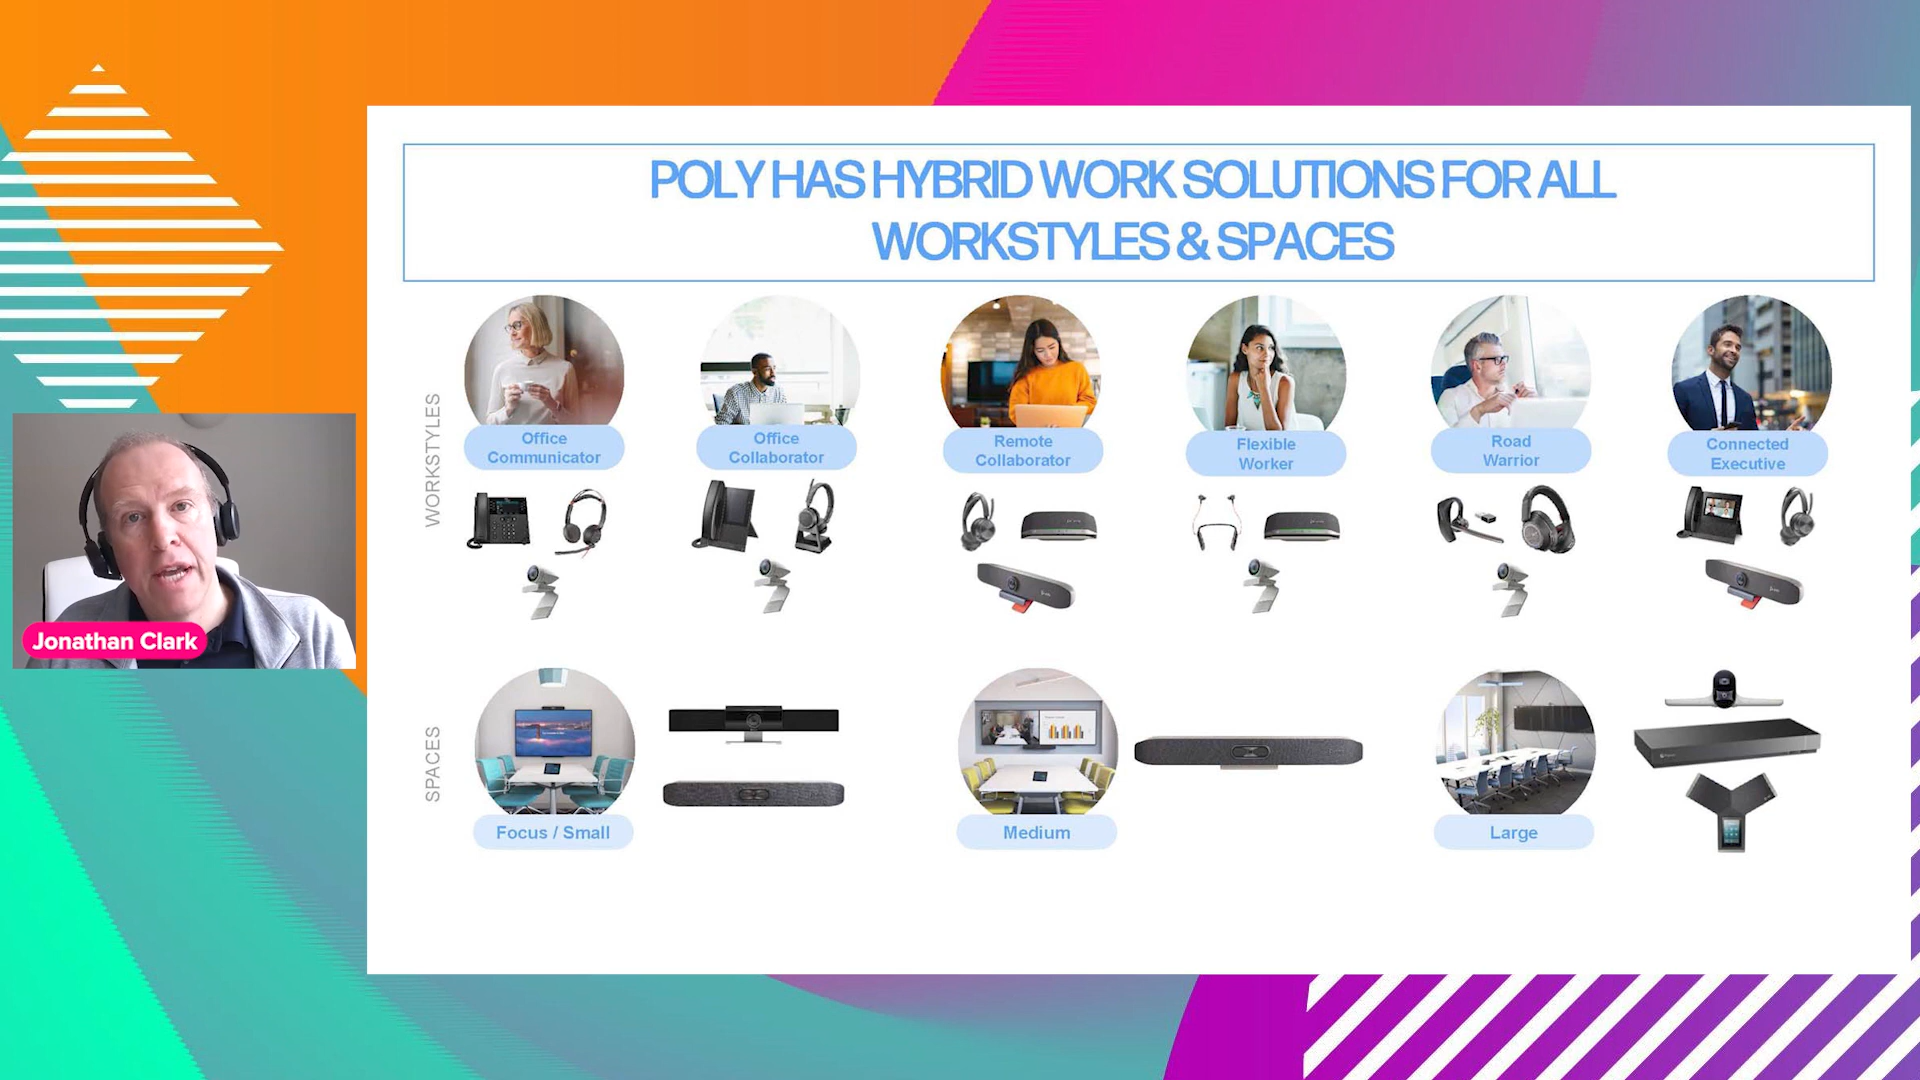 POLY HAS HYBRID WORK SOLUTIONS FOR ALL
WORKSTYLES & SPACES
WORKSTYLES
Office
Communicator
Office
Collaborator
Remote
Collaborator
Flexible
Worker
Road
Warrior
Connected
Executive
Jonathan Clark
SPACES
Focus / Small
Medium
Large